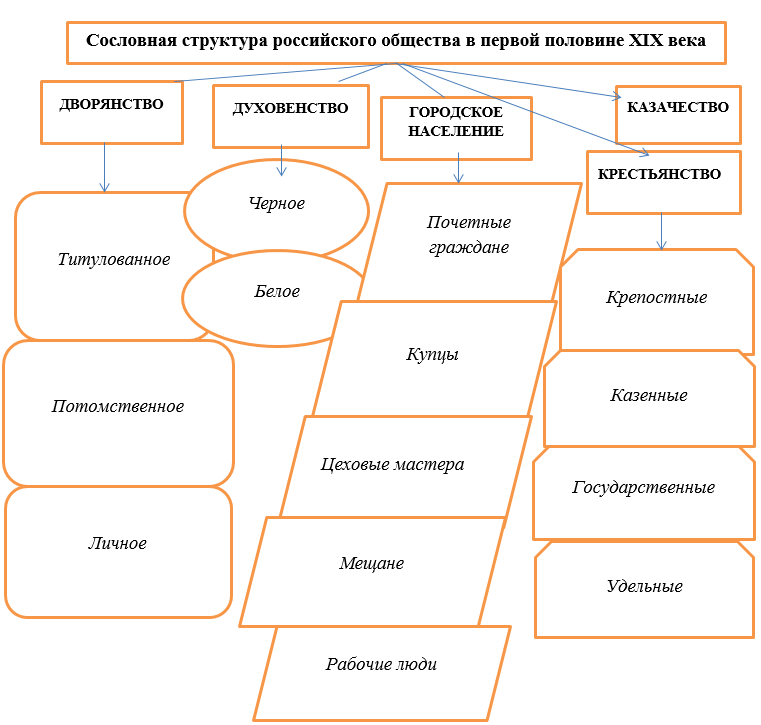 Сословная структура российского общества в первой половине XIX века
ДВОРЯНСТВО
Титулованное
Потомственное
Личное
ДУХОВЕНСТВО
Черное
Белое
ГОРОДСКОЕ
НАСЕЛЕНИЕ
Почетные
граждане
Купцы
Цеховые мастера
Мещане
Рабочие люди
КАЗАЧЕСТВО
КРЕСТЬЯНСТВО
Крепостные
Казенные
Государственные
Удельные